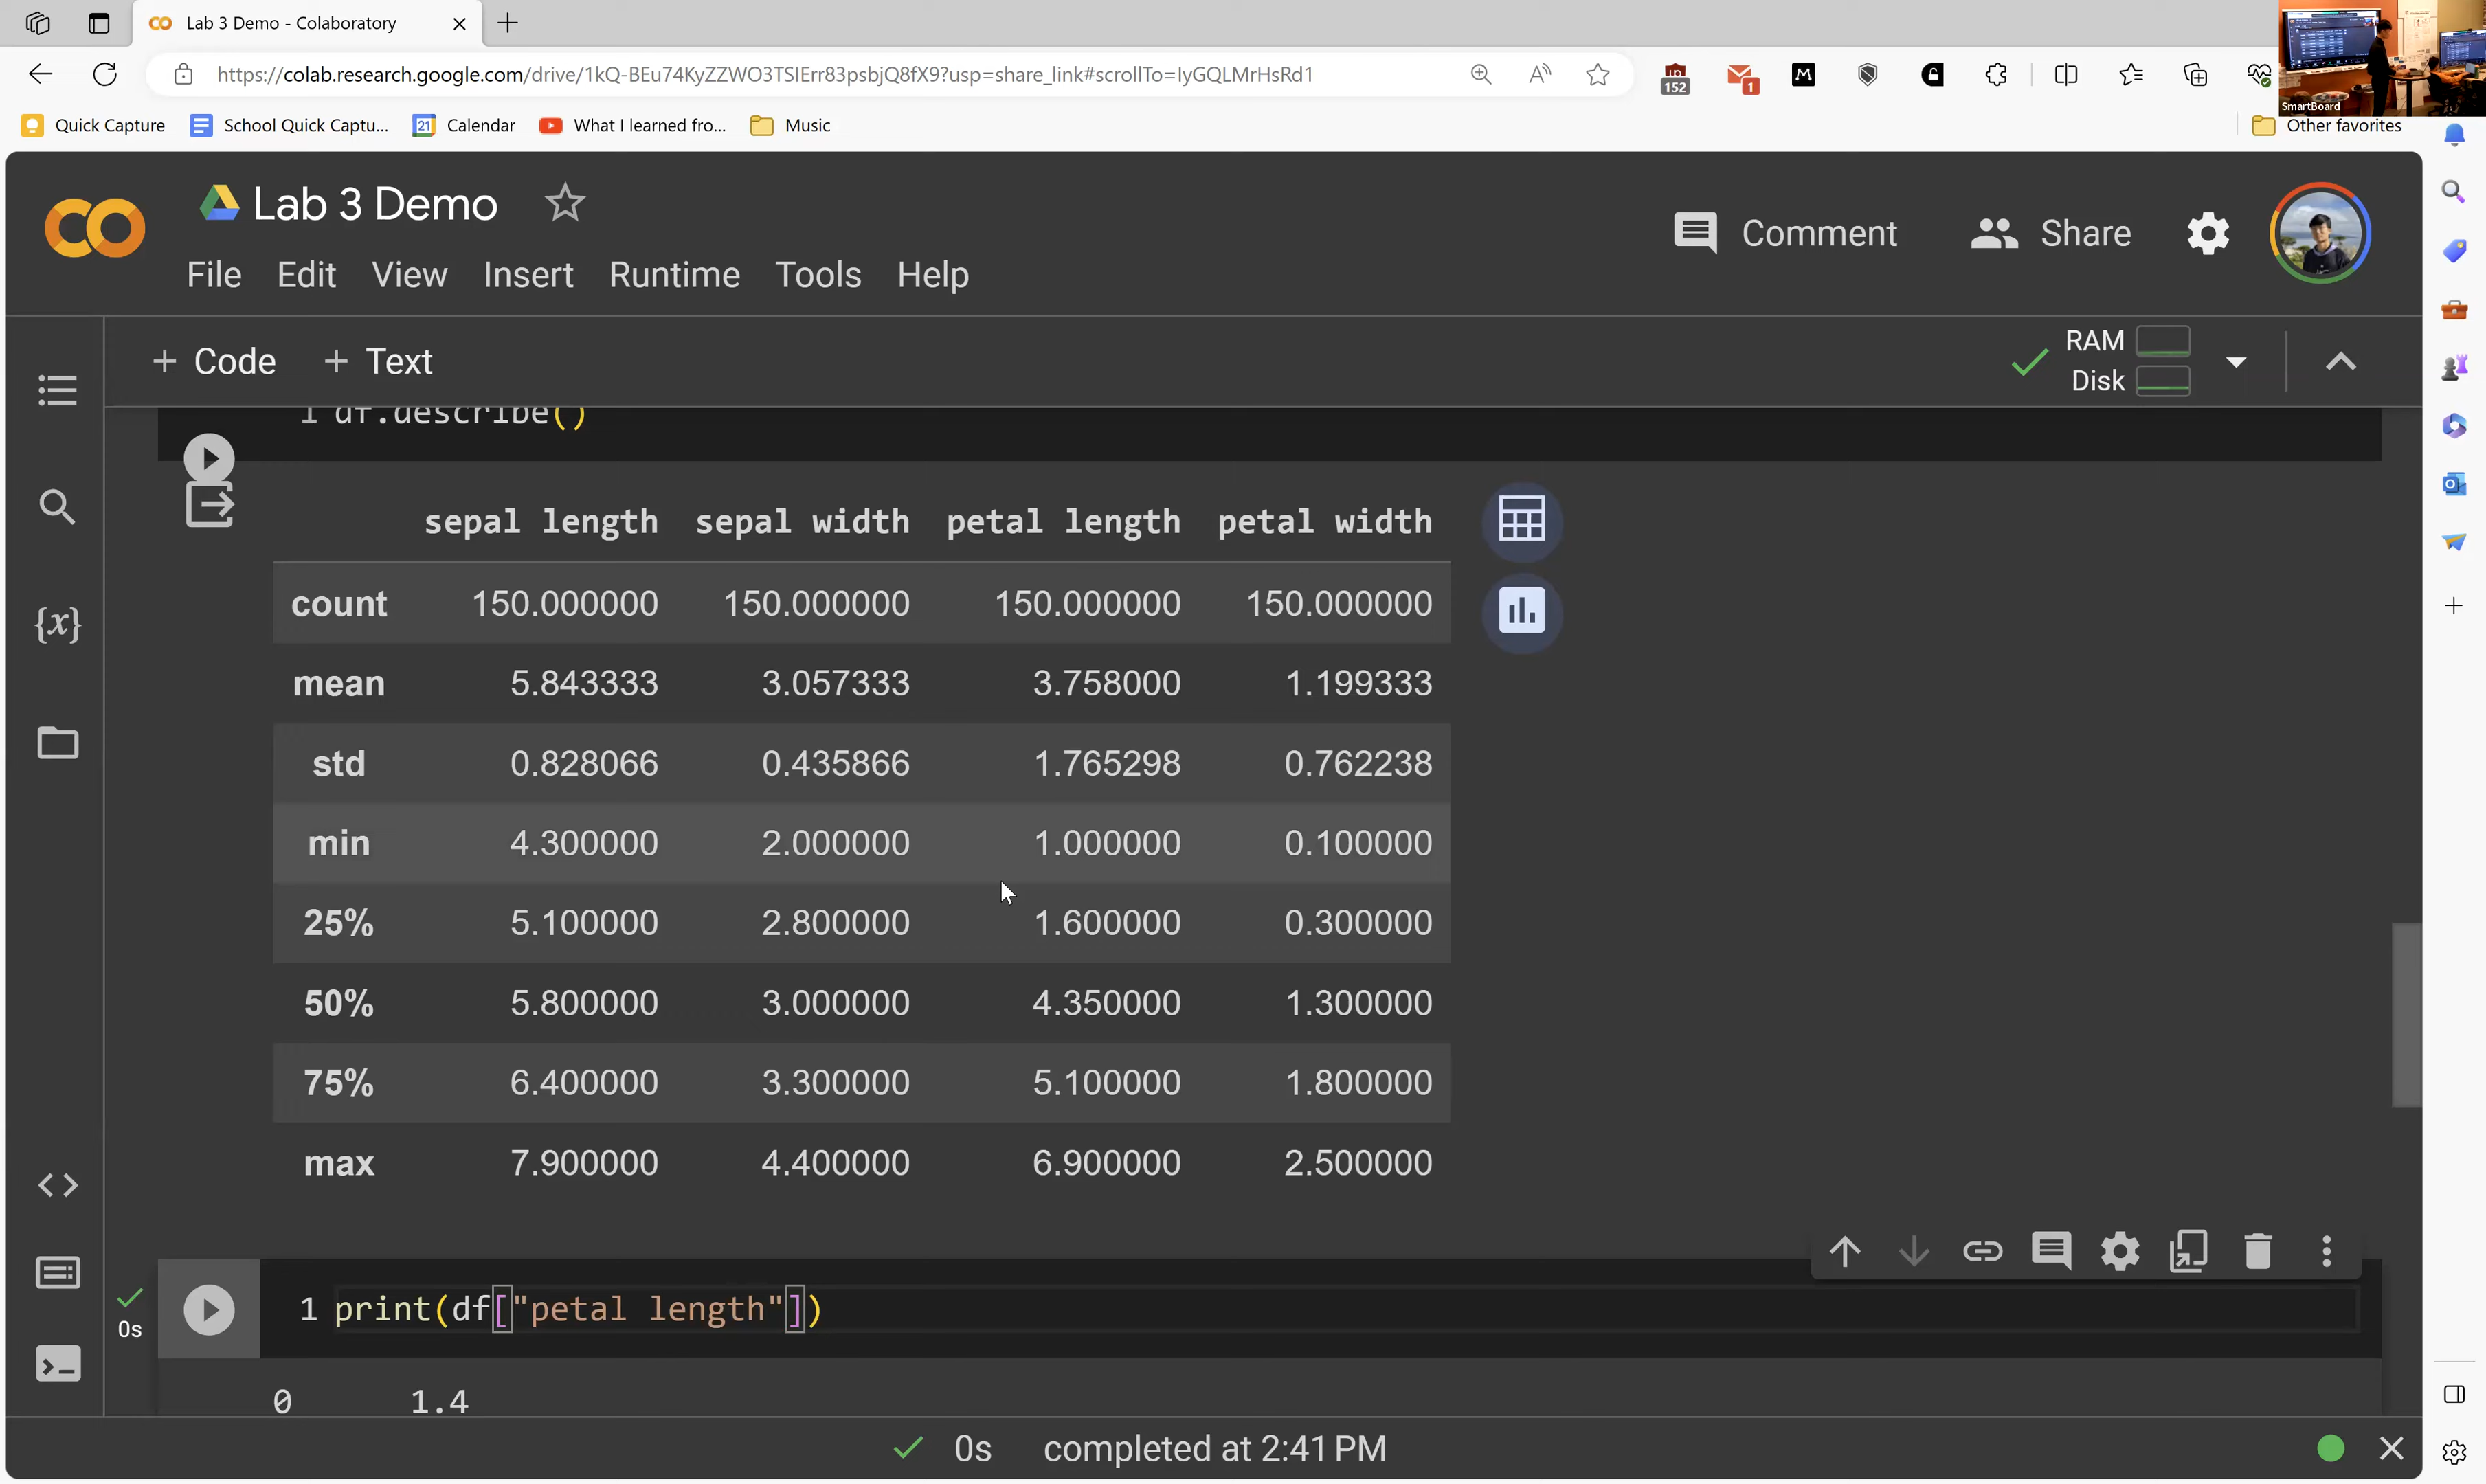 Lab 3 Demo - Colaboratory
https://colab.research.google.com/drive/1kQ-BEu74KyZZWO3TSIErr83psbjQ8fX9?usp=share_link#scrollTo=IyGQLMrHsRd1
152
1
SmartBoard
Quick Capture
School Quick Captu...
21
Calendar
What I learned fro...
Music
Other favorites
Lab 3 Demo
Comment
Share
File Edit View Insert Runtime Tools Help
+ Code + Text
RAM
Disk
1 df.describe()
sepal length sepal width petal length petal width
count 150.000000 150.000000 150.000000 150.000000
mean 5.843333 3.057333 3.758000 1.199333
std 0.828066 0.435866 1.765298 0.762238
min 4.300000 2.000000 1.000000 0.100000
25% 5.100000 2.800000 1.600000 0.300000
50% 5.800000 3.000000 4.350000 1.300000
75% 6.400000 3.300000 5.100000 1.800000
max 7.900000 4.400000 6.900000 2.500000
0s
1 print(df["petal length"])
0 1.4
0s completed at 2:41 PM